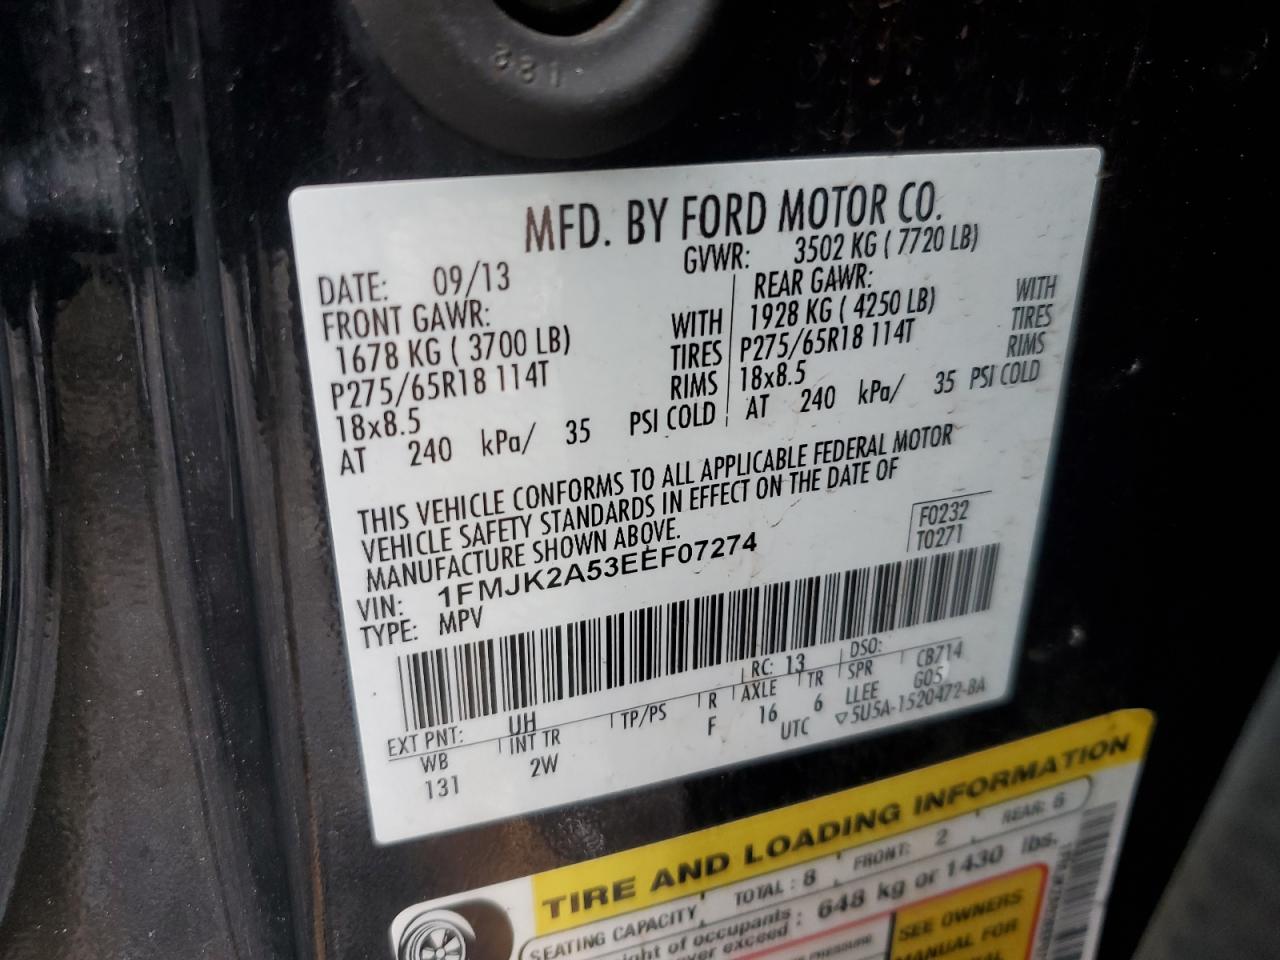 881
MFD. BY FORD MOTOR CO.
DATE: 09/13 GVWR: 3502 KG ( 7720 LB)
FRONT GAWR: REAR GAWR:
1678 KG ( 3700 LB) WITH 1928 KG ( 4250 LB) WITH
P275/65R18 114T TIRES P275/65R18 114T TIRES
18x8.5 RIMS 18x8.5 RIMS
AT 240 kPa/ 35 PSI COLD AT 240 kPa/ 35 PSI COLD
THIS VEHICLE CONFORMS TO ALL APPLICABLE FEDERAL MOTOR
VEHICLE SAFETY STANDARDS IN EFFECT ON THE DATE OF
MANUFACTURE SHOWN ABOVE.
F0232
T0271
VIN: 1FMJK2A53EEF07274
TYPE: MPV
EXT PNT: UH RC: 13 DSO:
WB INT TR TP/PS R AXLE TR SPR CB714
131 2W F 16 6 LLEE G05
UTC ▽5U5A-1520472-BA
TIRE AND LOADING INFORMATION
SEATING CAPACITY TOTAL : 8 FRONT: 2 REAR: 6
of occupants : 648 kg or 1430 lbs.
exceed :
PRESSURE SEE OWNERS
MANUAL FOR